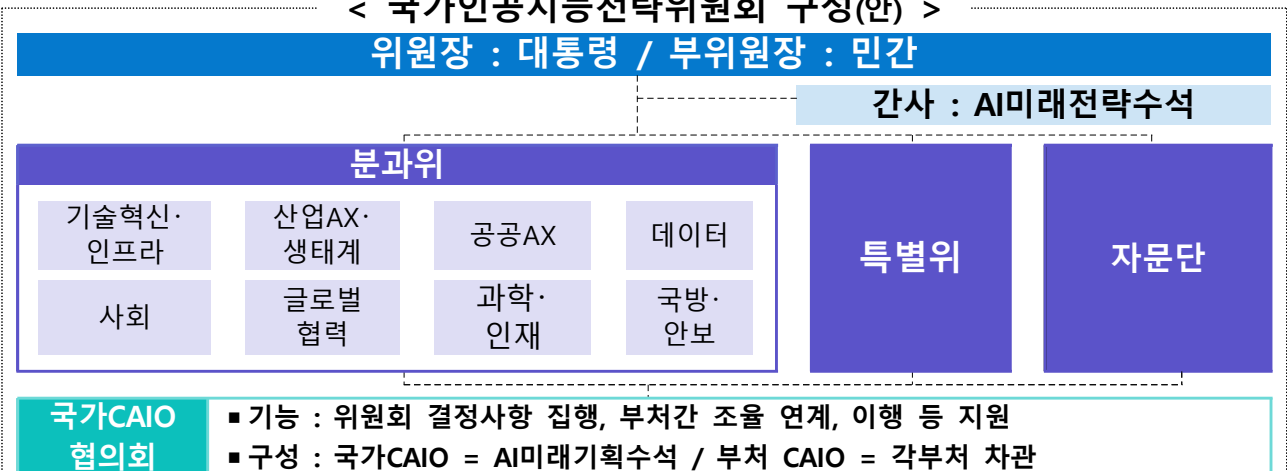 < 국가인공지능전략위원회 구성(안) >
위원장 : 대통령 / 부위원장 : 민간
간사 : AI미래전략수석
분과위
기술혁신·
인프라
산업AX·
생태계
공공AX
데이터
사회
글로벌
협력
과학·
인재
국방·
안보
특별위
자문단
국가CAIO
협의회
▪ 기능 : 위원회 결정사항 집행, 부처간 조율 연계, 이행 등 지원
▪ 구성 : 국가CAIO = AI미래기획수석 / 부처 CAIO = 각부처 차관